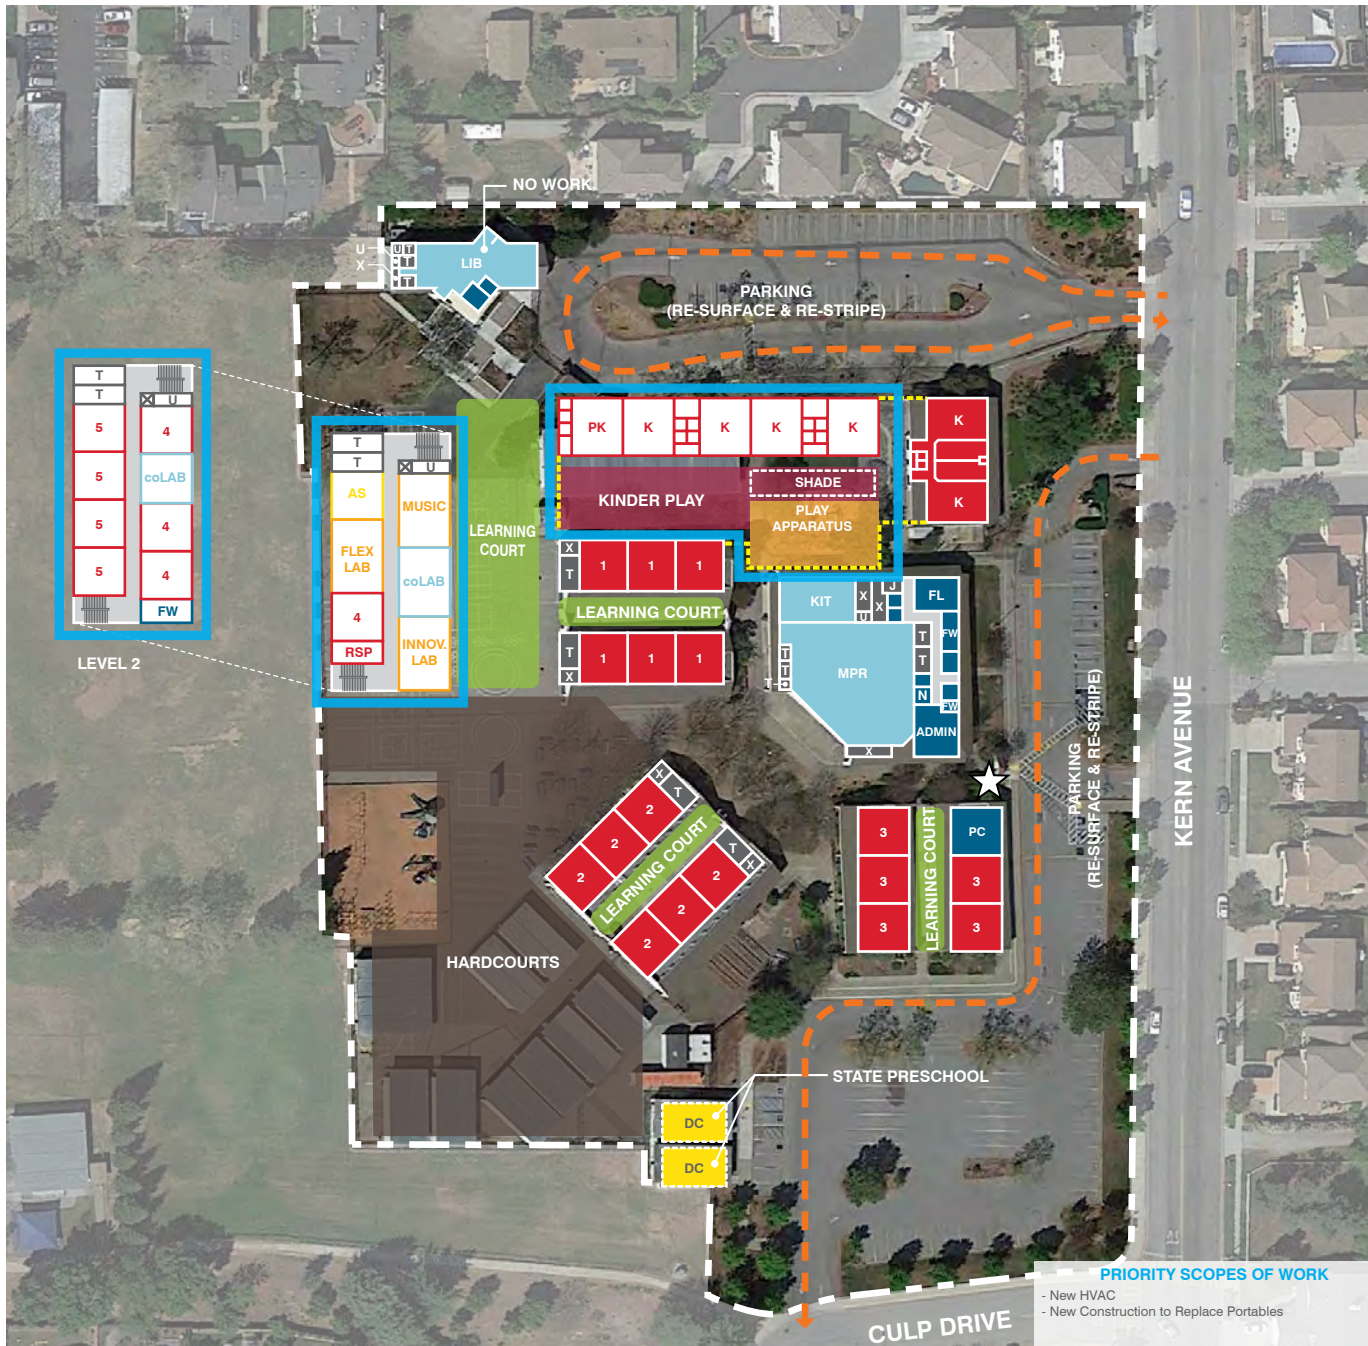 NO WORK
U
U
T
X
T
T
LIB
PARKING
(RE-SURFACE & RE-STRIPE)
T
T
U
5
4
5
coLAB
5
4
5
4
FW
LEVEL 2
T
T
U
AS
MUSIC
FLEX
LAB
coLAB
4
INNOV.
LAB
RSP
LEARNING
COURT
PK
K
K
K
K
KINDER PLAY
SHADE
PLAY
APPARATUS
K
K
X
T
1
1
1
LEARNING COURT
T
X
1
1
1
KIT
X
X
U
J
FL
FW
T
T
T
T
T
MPR
N
FW
ADMIN
X
PARKING
(RE-SURFACE & RE-STRIPE)
KERN AVENUE
X
T
2
2
2
LEARNING COURT
T
X
2
2
2
3
3
3
LEARNING COURT
PC
3
3
HARDCOURTS
STATE PRESCHOOL
DC
DC
CULP DRIVE
PRIORITY SCOPES OF WORK
- New HVAC
- New Construction to Replace Portables